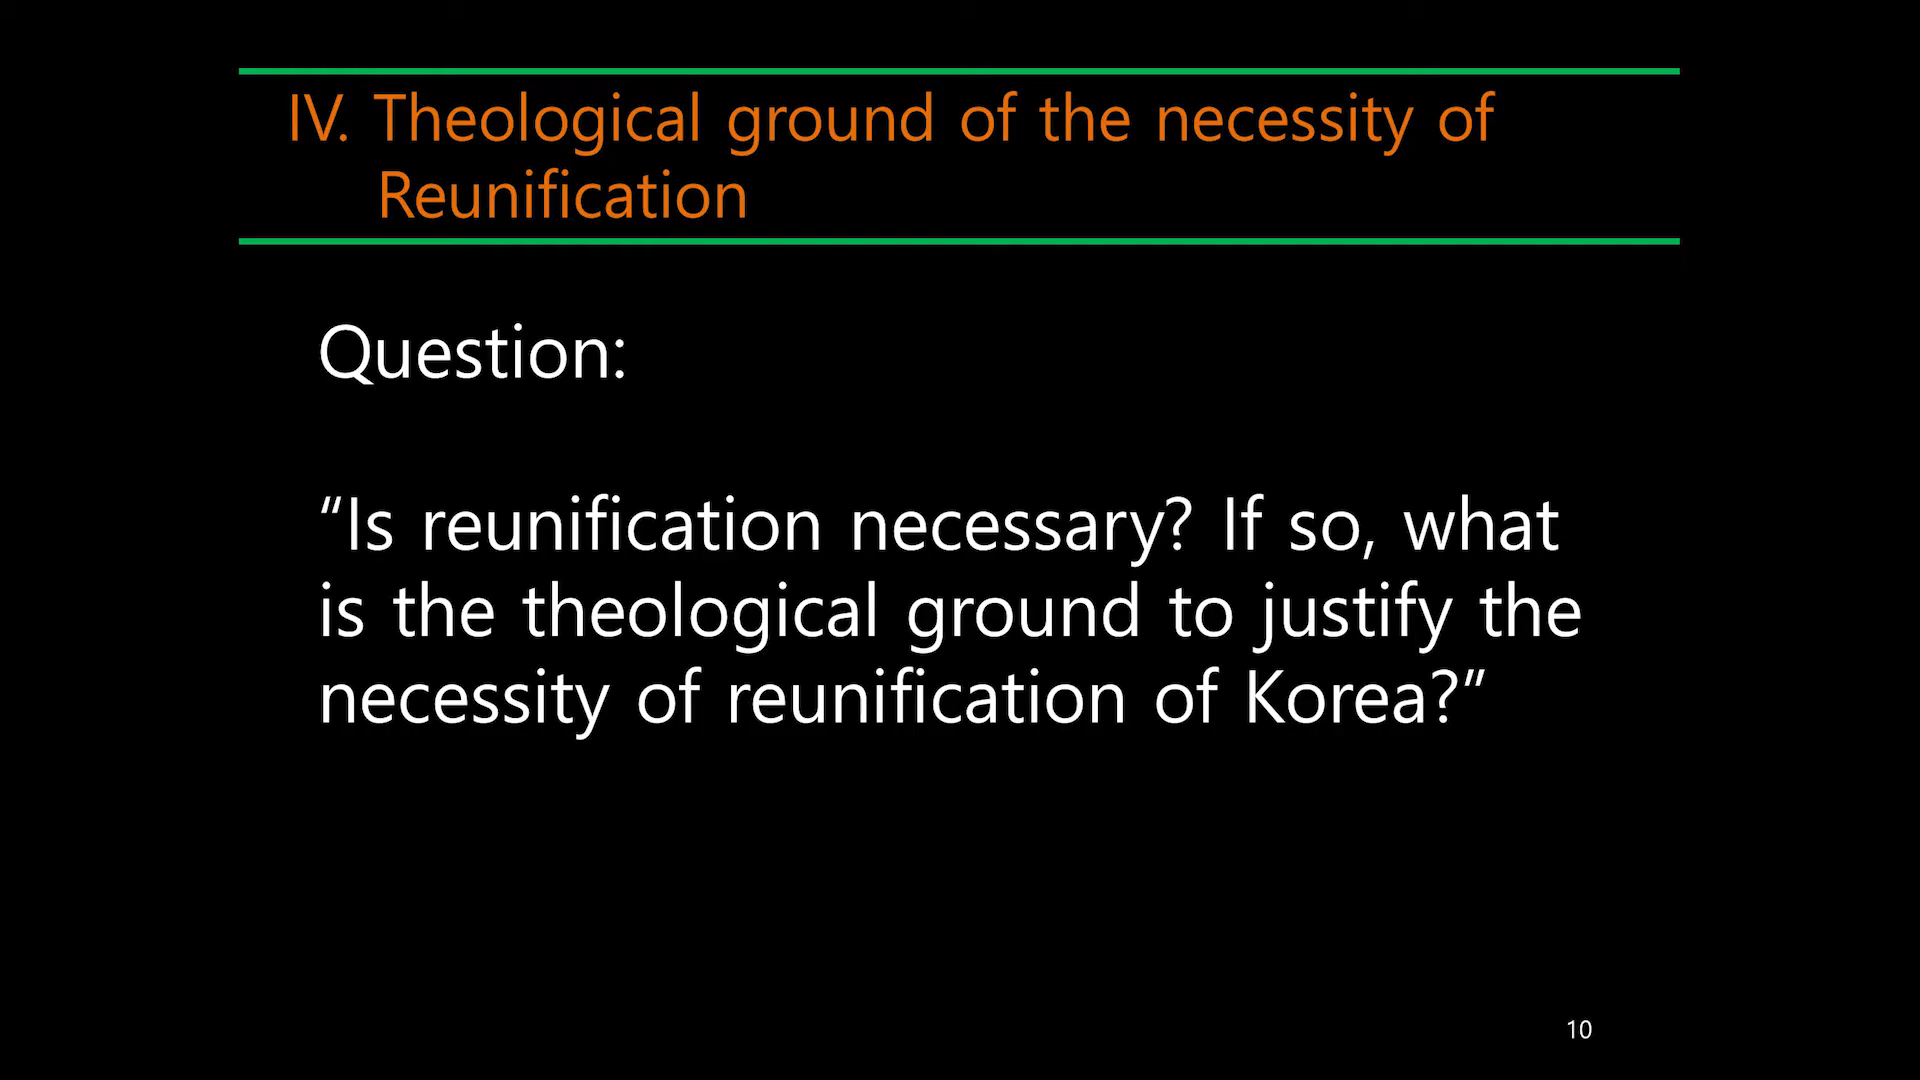 IV. Theological ground of the necessity of
Reunification
Question:
“Is reunification necessary? If so, what
is the theological ground to justify the
necessity of reunification of Korea?”
10